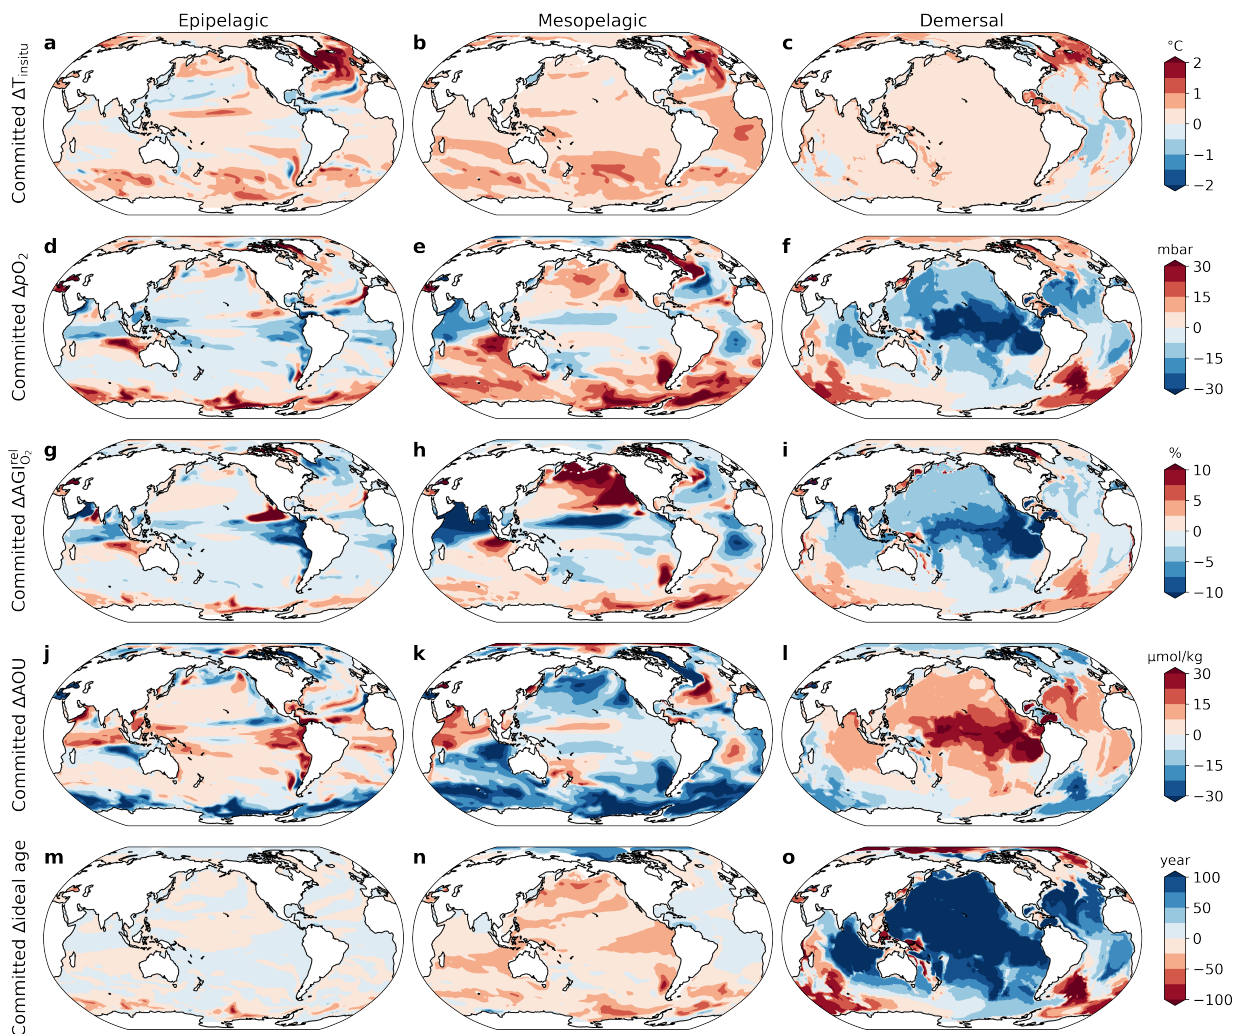 Epipelagic Mesopelagic Demersal
a b c
Committed ΔT_insitu
°C
2
1
0
−1
−2
d e f
Committed ΔpO₂
mbar
30
15
0
−15
−30
g h i
Committed ΔAGI^rel_O₂
%
10
5
0
−5
−10
j k l
Committed ΔAOU
μmol/kg
30
15
0
−15
−30
m n o
Committed Δideal age
year
100
50
0
−50
−100